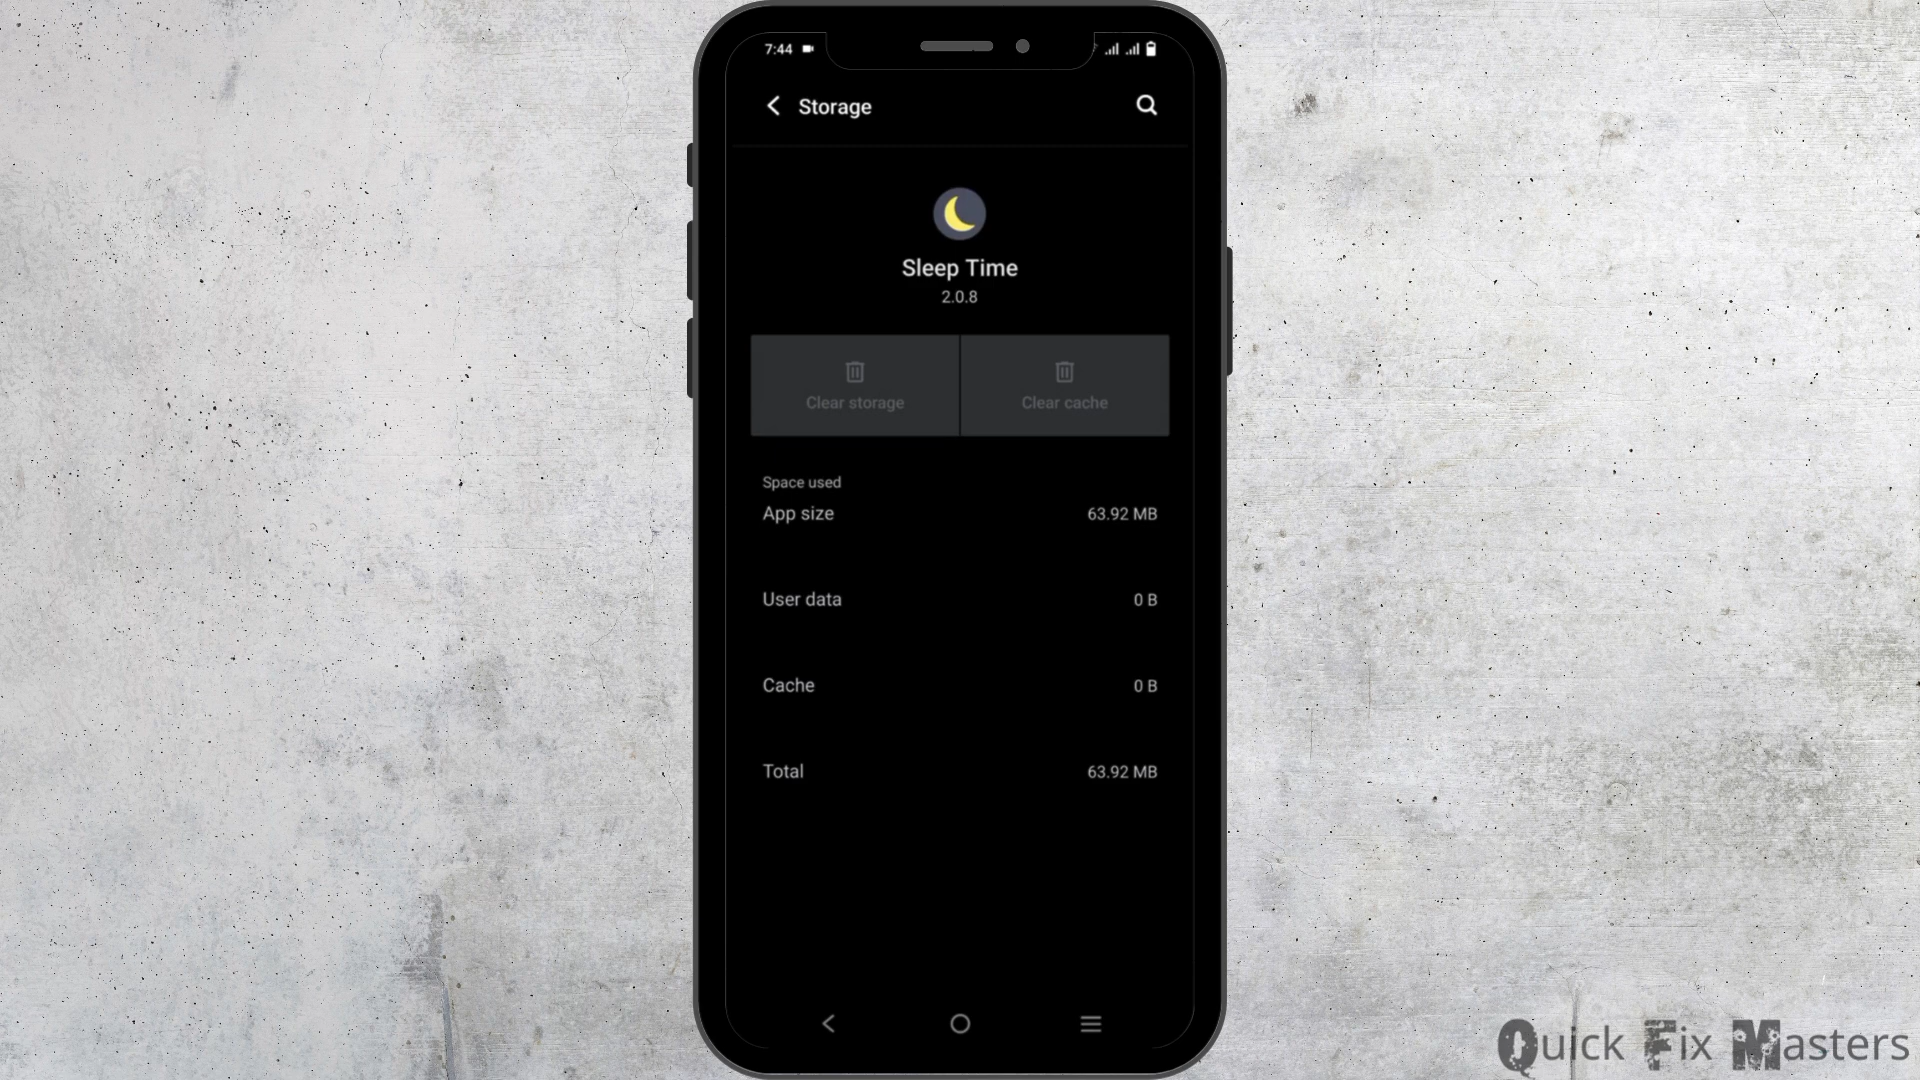 7:44
Storage
Sleep Time
2.0.8
Clear storage
Clear cache
Space used
App size
63.92 MB
User data
0 B
Cache
0 B
Total
63.92 MB
Quick Fix Masters